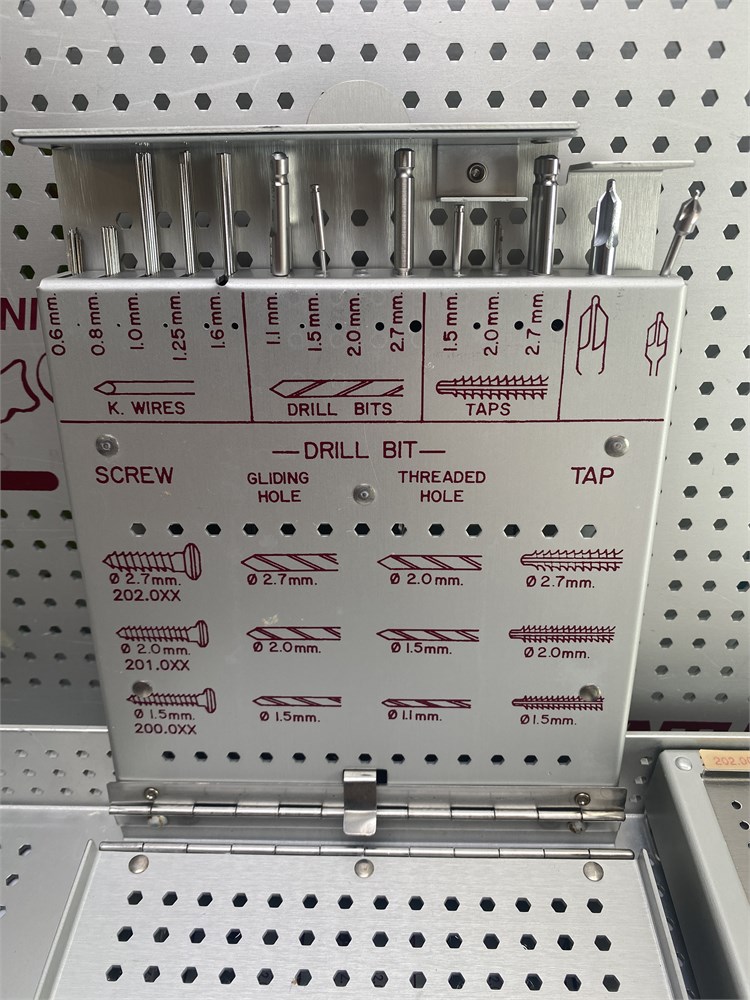 NI
0.6 mm. 0.8 mm. 1.0 mm. 1.25 mm. 1.6 mm. 1.1 mm. 1.5 mm. 2.0 mm. 2.7 mm. 1.5 mm. 2.0 mm. 2.7 mm.
K. WIRES DRILL BITS TAPS
—DRILL BIT—
SCREW GLIDING HOLE THREADED HOLE TAP
Ø 2.7mm. Ø 2.7mm. Ø 2.0mm. Ø 2.7mm.
202.0XX
Ø 2.0mm. Ø 2.0mm. Ø 1.5mm. Ø 2.0mm.
201.0XX
Ø 1.5mm. Ø 1.5mm. Ø 1.1mm. Ø 1.5mm.
200.0XX